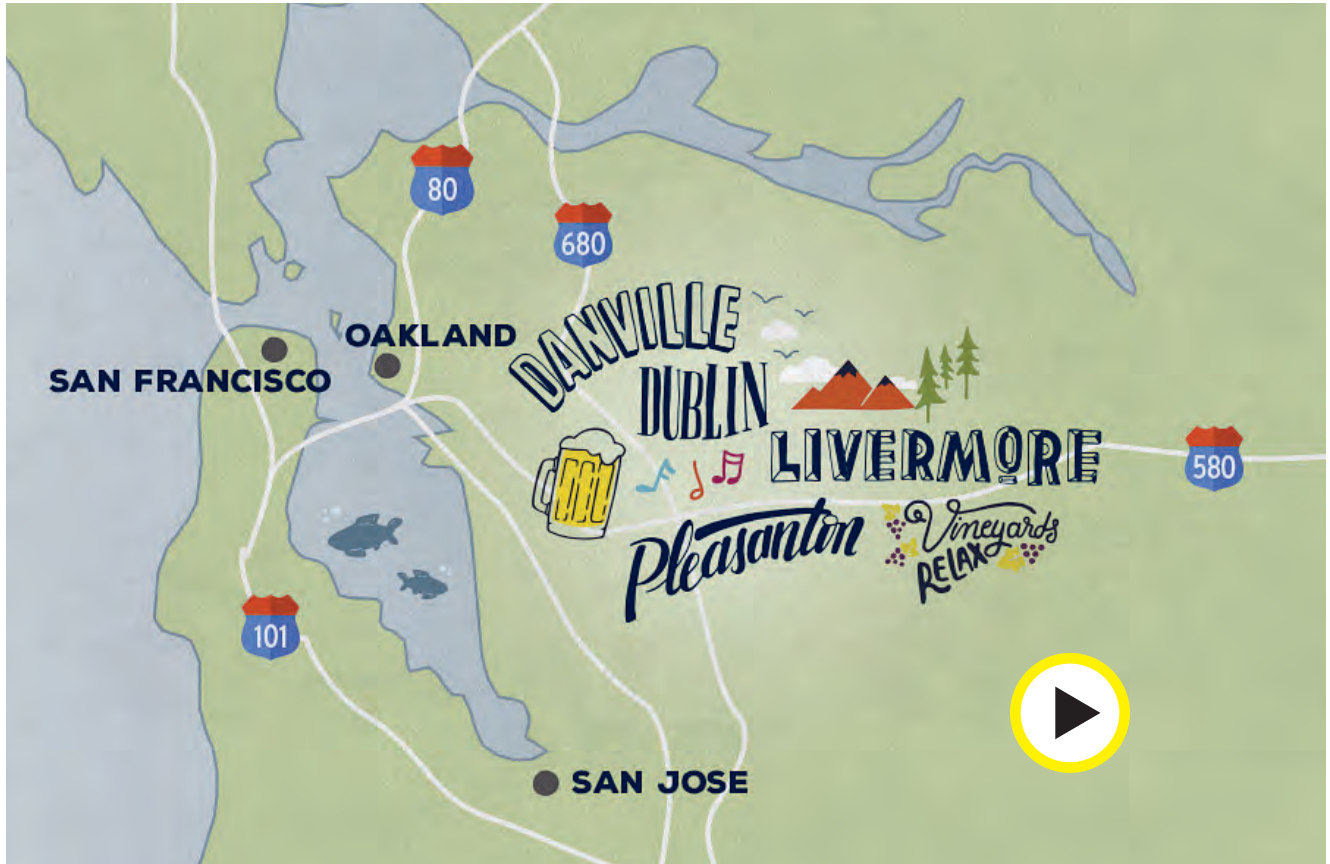 80
680
DANVILLE
OAKLAND
DUBLIN
SAN FRANCISCO
LIVERMORE
580
Pleasanton
Vineyards
RELAX
101
SAN JOSE